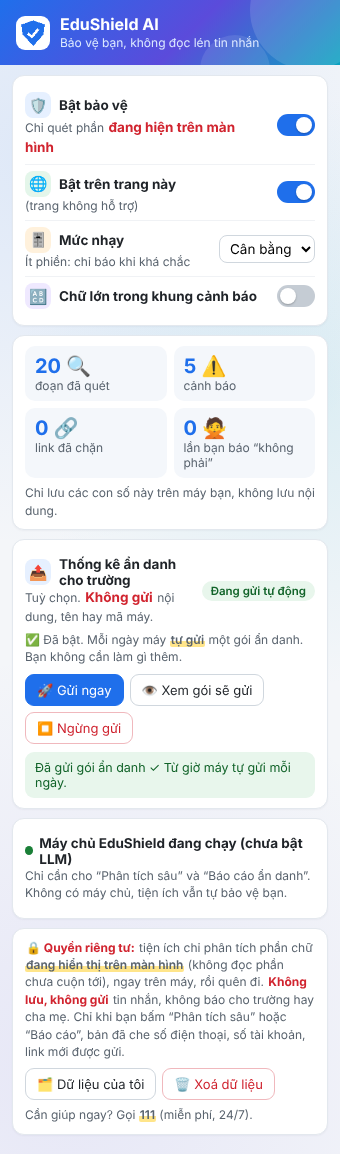 EduShield AI
Bảo vệ bạn, không đọc lén tin nhắn
Bật bảo vệ
Chỉ quét phần đang hiện trên màn
hình
Bật trên trang này
(trang không hỗ trợ)
Mức nhạy
Cân bằng
Ít phiền: chỉ báo khi khá chắc
Chữ lớn trong khung cảnh báo
20
đoạn đã quét
5
cảnh báo
0
link đã chặn
0
lần bạn báo “không
phải”
Chỉ lưu các con số này trên máy bạn, không lưu nội
dung.
Thống kê ẩn danh
cho trường
Tuỳ chọn. Không gửi nội
dung, tên hay mã máy.
Đang gửi tự động
Đã bật. Mỗi ngày máy tự gửi một gói ẩn danh.
Bạn không cần làm gì thêm.
Gửi ngay
Xem gói sẽ gửi
Ngừng gửi
Đã gửi gói ẩn danh ✓ Từ giờ máy tự gửi mỗi
ngày.
Máy chủ EduShield đang chạy (chưa bật
LLM)
Chỉ cần cho “Phân tích sâu” và “Báo cáo ẩn danh”.
Không có máy chủ, tiện ích vẫn tự bảo vệ bạn.
Quyền riêng tư: tiện ích chỉ phân tích phần chữ
đang hiển thị trên màn hình (không đọc phần
chưa cuộn tới), ngay trên máy, rồi quên đi. Không
lưu, không gửi tin nhắn, không báo cho trường hay
cha mẹ. Chỉ khi bạn bấm “Phân tích sâu” hoặc
“Báo cáo”, bản đã che số điện thoại, số tài khoản,
link mới được gửi.
Dữ liệu của tôi
Xoá dữ liệu
Cần giúp ngay? Gọi 111 (miễn phí, 24/7).